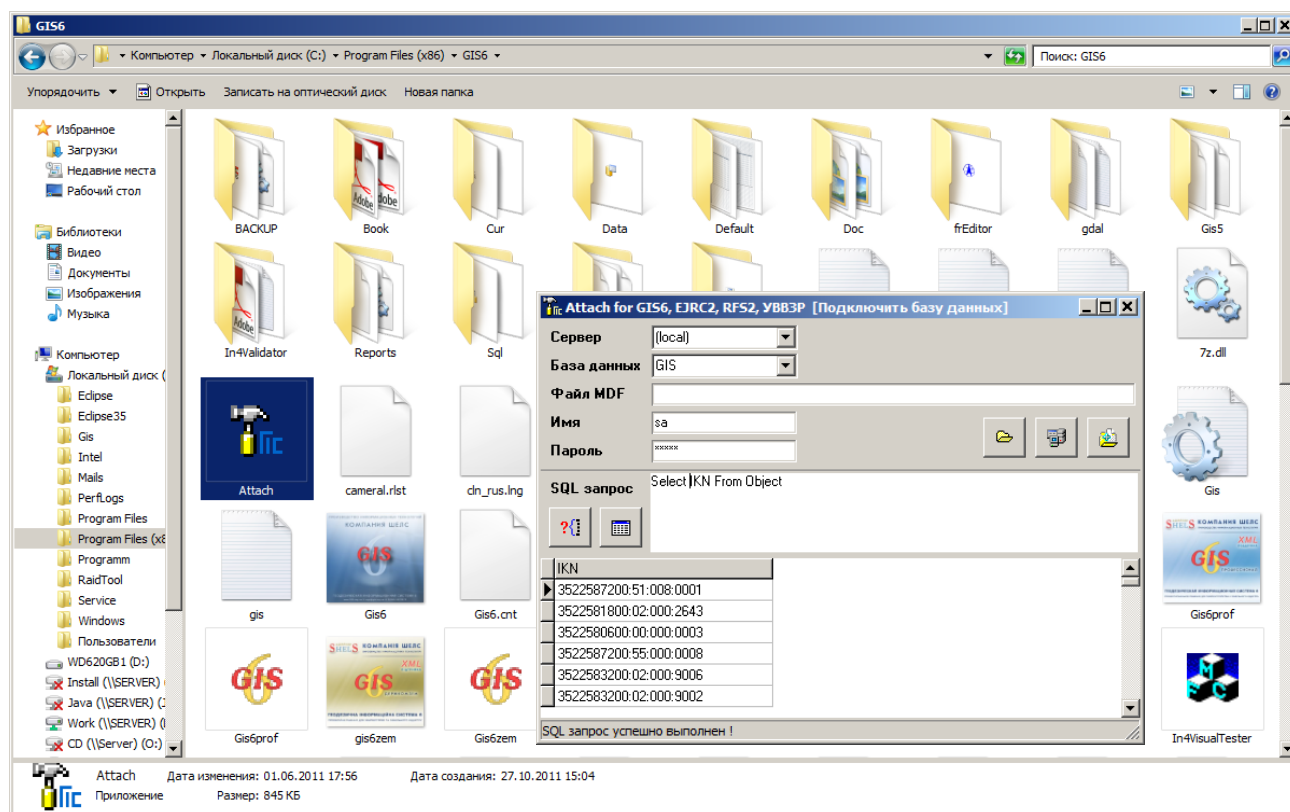 GIS6
Компьютер Локальный диск (C:) Program Files (x86) GIS6
Поиск: GIS6
Упорядочить Открыть Записать на оптический диск Новая папка
Избранное
Загрузки
Недавние места
Рабочий стол
Библиотеки
Видео
Документы
Изображения
Музыка
Компьютер
Локальный диск (
Eclipse
Eclipse35
Gis
Intel
Mails
PerfLogs
Program Files
Program Files (x8
Programm
RaidTool
Service
Windows
Пользователи
WD620GB1 (D:)
Install (\\SERVER)
Java (\\SERVER) (
Work (\\SERVER) (
CD (\\Server) (O:)
BACKUP Book Cur Data Default Doc frEditor gdal Gis5
In4Validator Reports Sql 7z.dll
Attach cameral.rlst cln_rus.lng Gis
gis Gis6 Gis6.cnt Gis6prof
Gis6prof gis6zem Gis6zem In4VisualTester
Attach for GIS6, EJRC2, RFS2, УВВЗР [Подключить базу данных]
Сервер (local)
База данных GIS
Файл MDF
Имя sa
Пароль xxxxx
SQL запрос Select IKN From Object
IKN
3522587200:51:008:0001
3522581800:02:000:2643
3522580600:00:000:0003
3522587200:55:000:0008
3522583200:02:000:9006
3522583200:02:000:9002
SQL запрос успешно выполнен !
Attach Дата изменения: 01.06.2011 17:56 Дата создания: 27.10.2011 15:04
Приложение Размер: 845 КБ